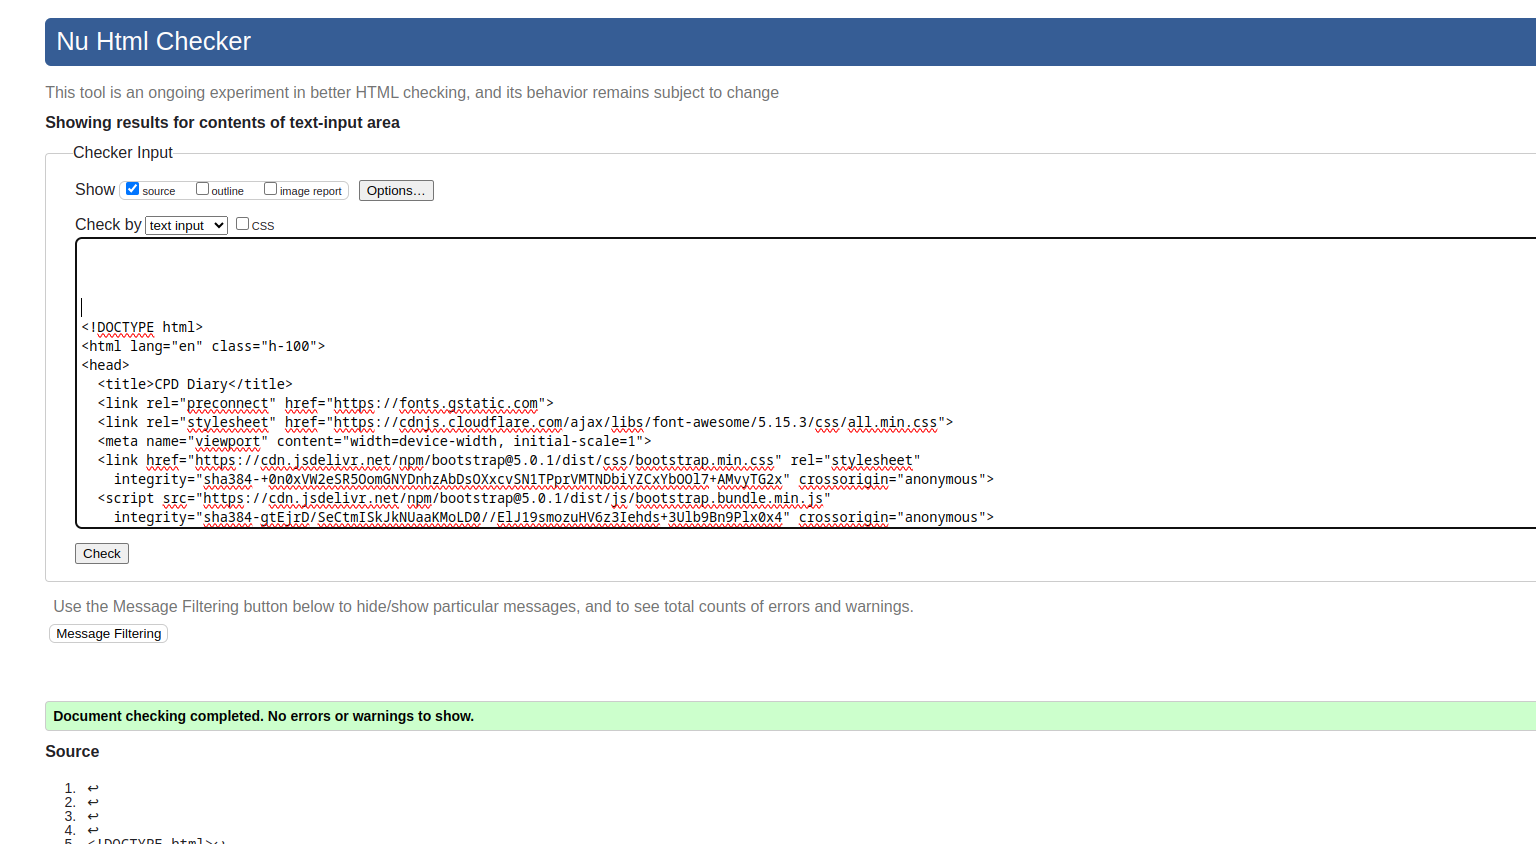 Nu Html Checker
This tool is an ongoing experiment in better HTML checking, and its behavior remains subject to change
Showing results for contents of text-input area
Checker Input
Show source outline image report Options…
Check by text input CSS
<!DOCTYPE html>
<html lang="en" class="h-100">
<head>
  <title>CPD Diary</title>
  <link rel="preconnect" href="https://fonts.gstatic.com">
  <link rel="stylesheet" href="https://cdnjs.cloudflare.com/ajax/libs/font-awesome/5.15.3/css/all.min.css">
  <meta name="viewport" content="width=device-width, initial-scale=1">
  <link href="https://cdn.jsdelivr.net/npm/bootstrap@5.0.1/dist/css/bootstrap.min.css" rel="stylesheet"
    integrity="sha384-+0n0xVW2eSR5OomGNYDnhzAbDsOXxcvSN1TPprVMTNDbiYZCxYbOOl7+AMvyTG2x" crossorigin="anonymous">
  <script src="https://cdn.jsdelivr.net/npm/bootstrap@5.0.1/dist/js/bootstrap.bundle.min.js"
    integrity="sha384-gtEjrD/SeCtmISkJkNUaaKMoLD0//ElJ19smozuHV6z3Iehds+3Ulb9Bn9Plx0x4" crossorigin="anonymous">
Check
Use the Message Filtering button below to hide/show particular messages, and to see total counts of errors and warnings.
Message Filtering
Document checking completed. No errors or warnings to show.
Source
1. ↩
2. ↩
3. ↩
4. ↩
5. <!DOCTYPE html>↩